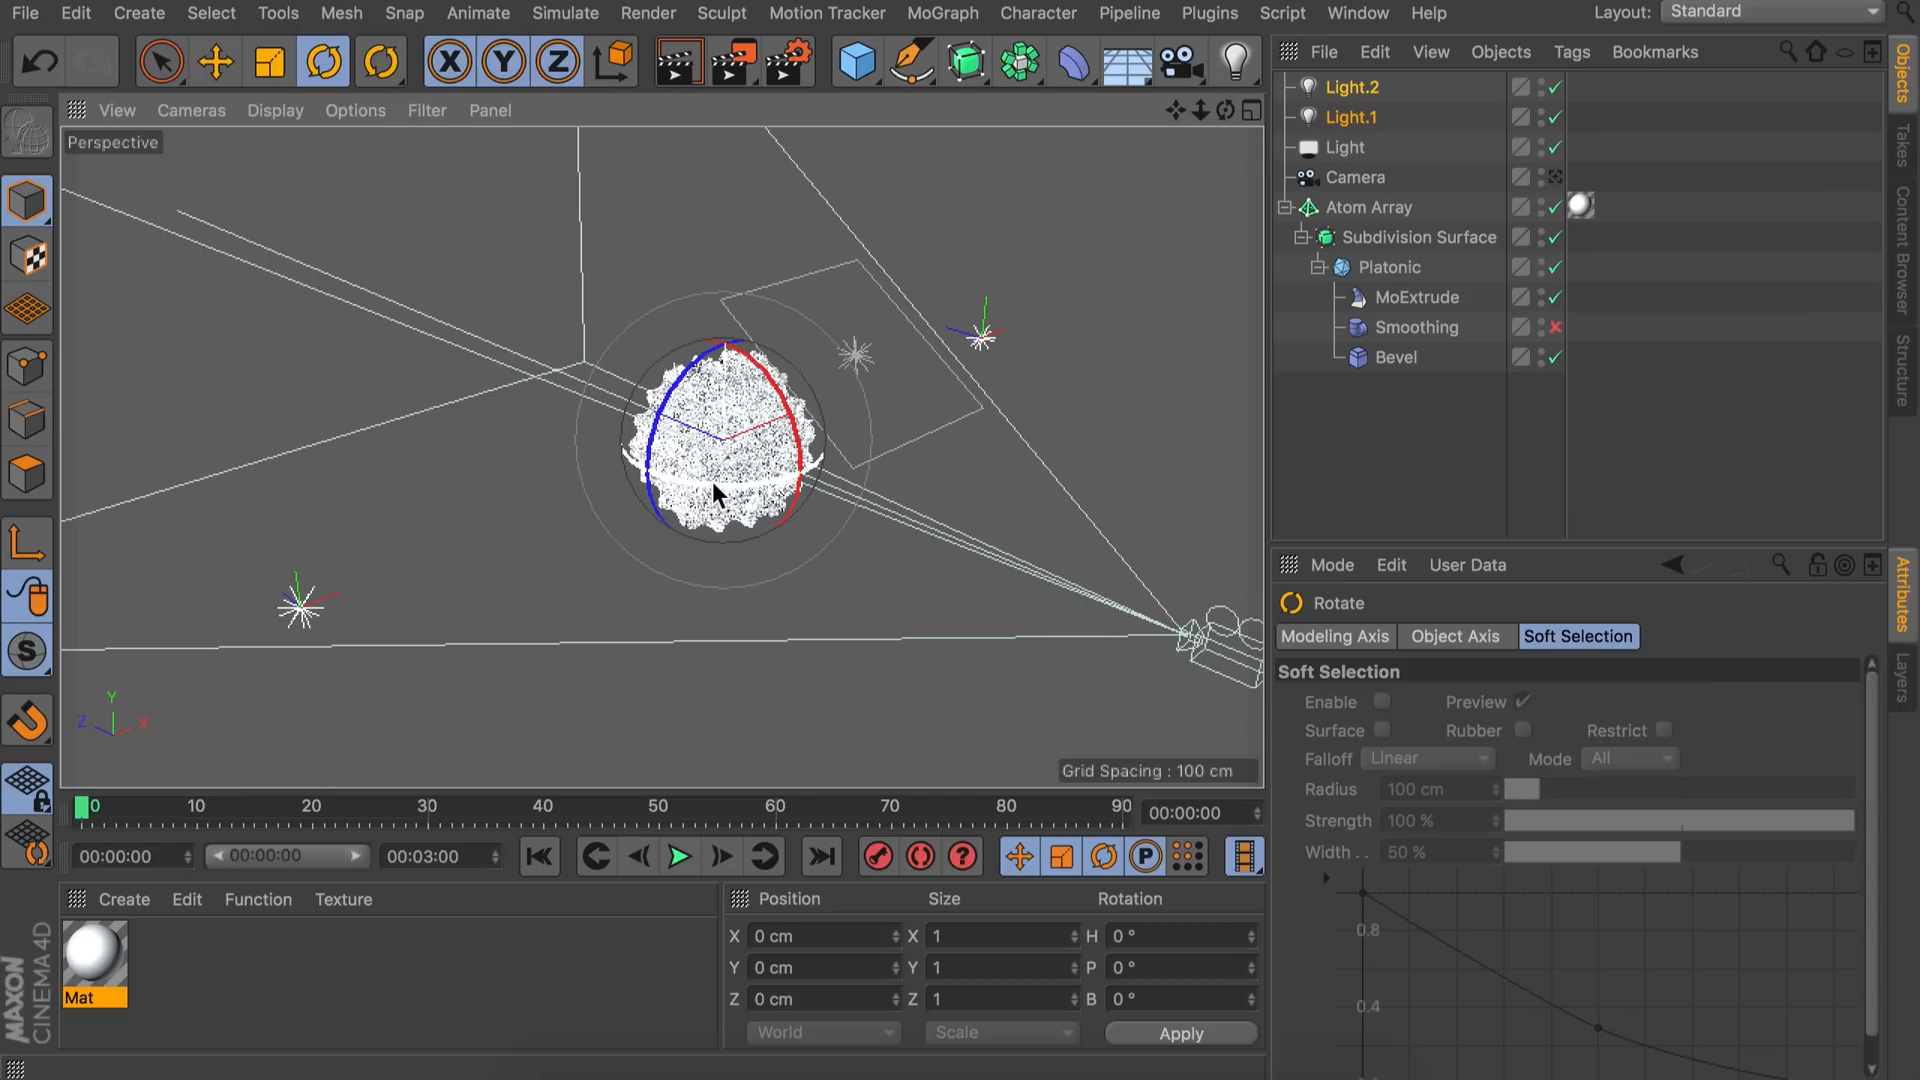 File Edit Create Select Tools Mesh Snap Animate Simulate Render Sculpt Motion Tracker MoGraph Character Pipeline Plugins Script Window Help Layout: Standard
File Edit View Objects Tags Bookmarks
View Cameras Display Options Filter Panel
Perspective
Light.2
Light.1
Light
Camera
Atom Array
Subdivision Surface
Platonic
MoExtrude
Smoothing
Bevel
Objects
Takes
Content Browser
Structure
Mode Edit User Data
Rotate
Modeling Axis Object Axis Soft Selection
Soft Selection
Enable Preview
Surface Rubber Restrict
Falloff Linear Mode All
Radius 100 cm
Strength 100 %
Width . . 50 %
0.8
0.4
Attributes
Layers
Y
Z X
Grid Spacing : 100 cm
0 10 20 30 40 50 60 70 80 90 00:00:00
00:00:00 00:00:00 00:03:00
Create Edit Function Texture
Mat
Position Size Rotation
X 0 cm X 1 H 0 °
Y 0 cm Y 1 P 0 °
Z 0 cm Z 1 B 0 °
World Scale Apply
MAXON
CINEMA 4D